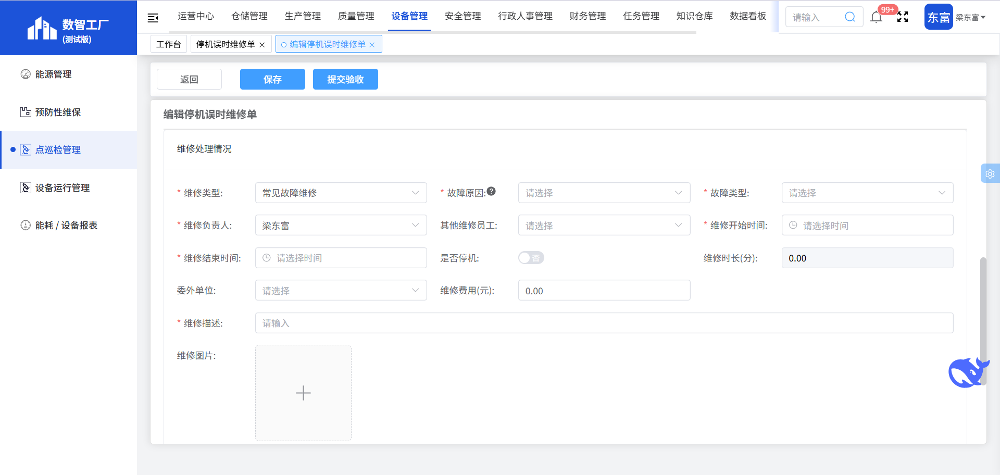 数智工厂
(测试版)
运营中心 仓储管理 生产管理 质量管理 设备管理 安全管理 行政人事管理 财务管理 任务管理 知识仓库 数据看板
请输入
99+
东富 梁东富
工作台 停机误时维修单 编辑停机误时维修单
能源管理
预防性维保
点巡检管理
设备运行管理
能耗 / 设备报表
返回 保存 提交验收
编辑停机误时维修单
维修处理情况
* 维修类型: 常见故障维修 * 故障原因: ? 请选择 * 故障类型: 请选择
* 维修负责人: 梁东富 其他维修员工: 请选择 * 维修开始时间: 请选择时间
* 维修结束时间: 请选择时间 是否停机: 否 维修时长(分): 0.00
委外单位: 请选择 维修费用(元): 0.00
* 维修描述: 请输入
维修图片: